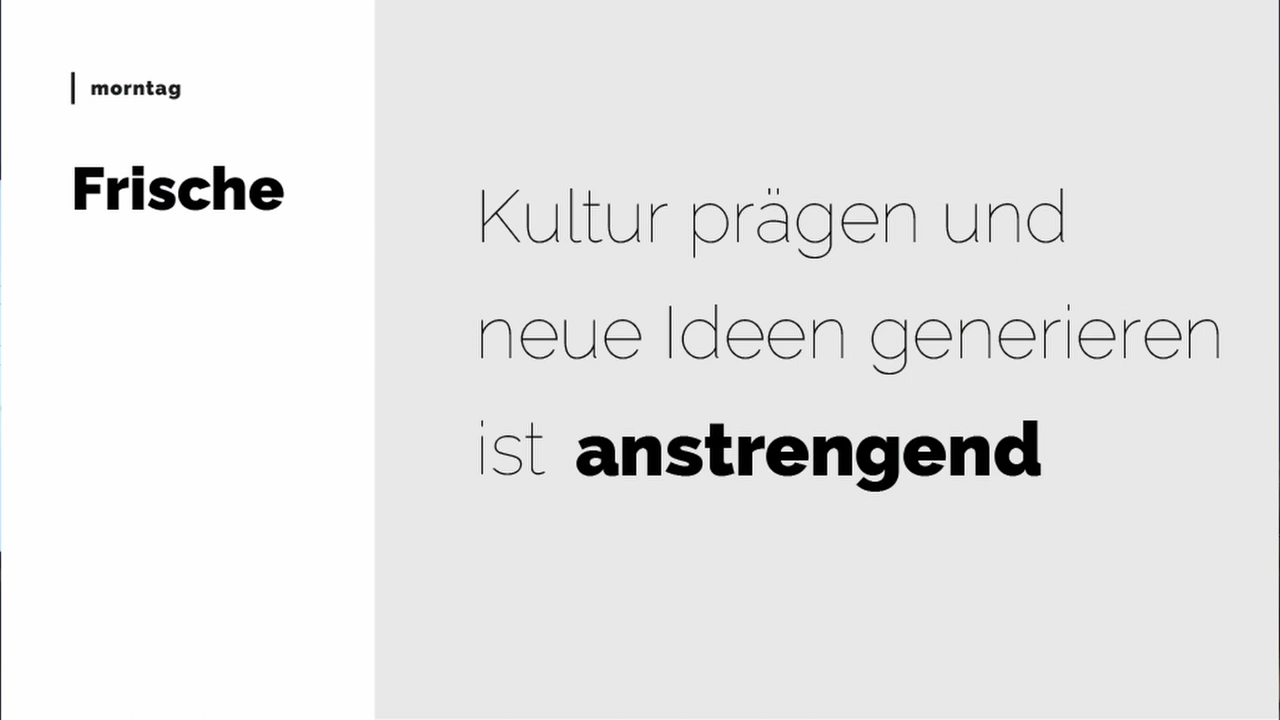 morntag
Frische
Kultur prägen und
neue Ideen generieren
ist anstrengend